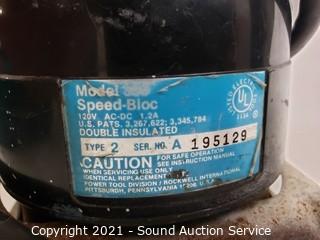 Model
Speed-Bloc
120V AC-DC 1.2A
U.S. PATS. 3,267,622; 3,345,784
DOUBLE INSULATED
TYPE 2 SER. NO. A 195129
CAUTION FOR SAFE OPERATION
SEE INSTRUCTION MANUAL
WHEN SERVICING USE ONLY
IDENTICAL REPLACEMENT
POWER TOOL DIVISION / ROCKWELL INTERNATIONAL
PITTSBURGH, PENNSYLVANIA 15208 U.S.A.
UL
Copyright 2021 - Sound Auction Service